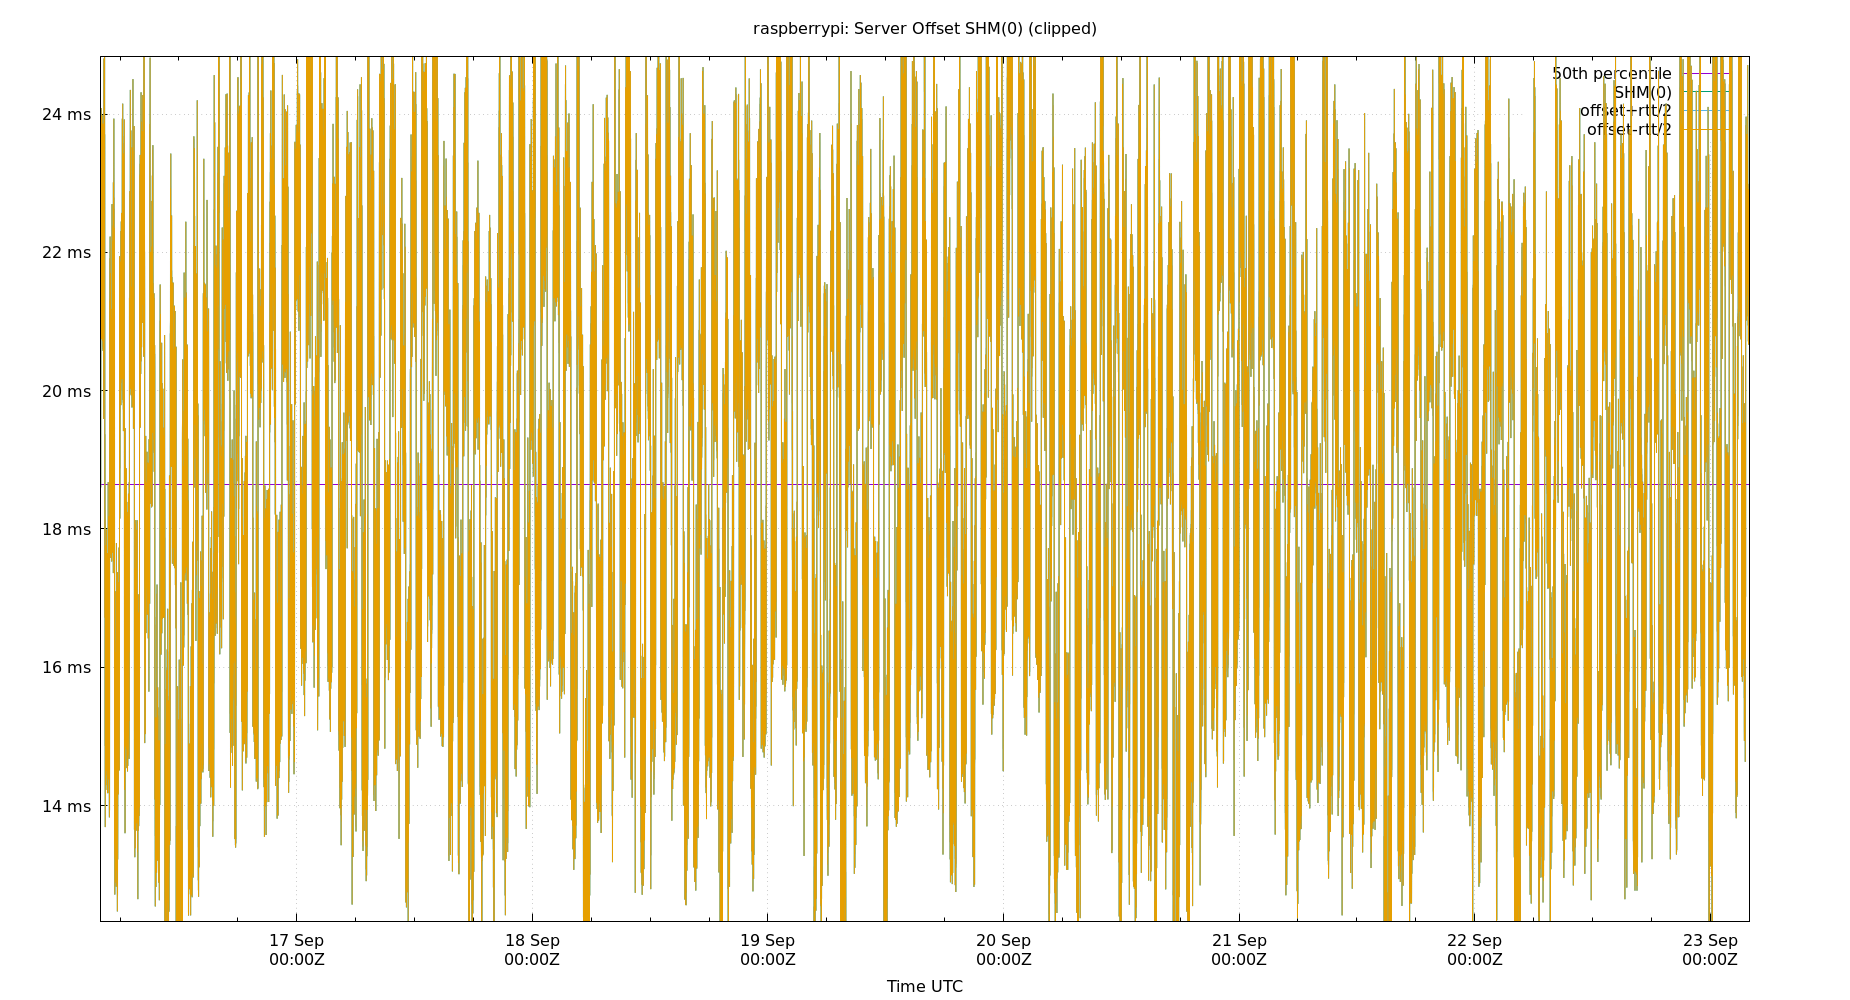 raspberrypi: Server Offset SHM(0) (clipped)
50th percentile
SHM(0)
offset+rtt/2
offset-rtt/2
24 ms
22 ms
20 ms
18 ms
16 ms
14 ms
17 Sep 18 Sep 19 Sep 20 Sep 21 Sep 22 Sep 23 Sep
00:00Z 00:00Z 00:00Z 00:00Z 00:00Z 00:00Z 00:00Z
Time UTC